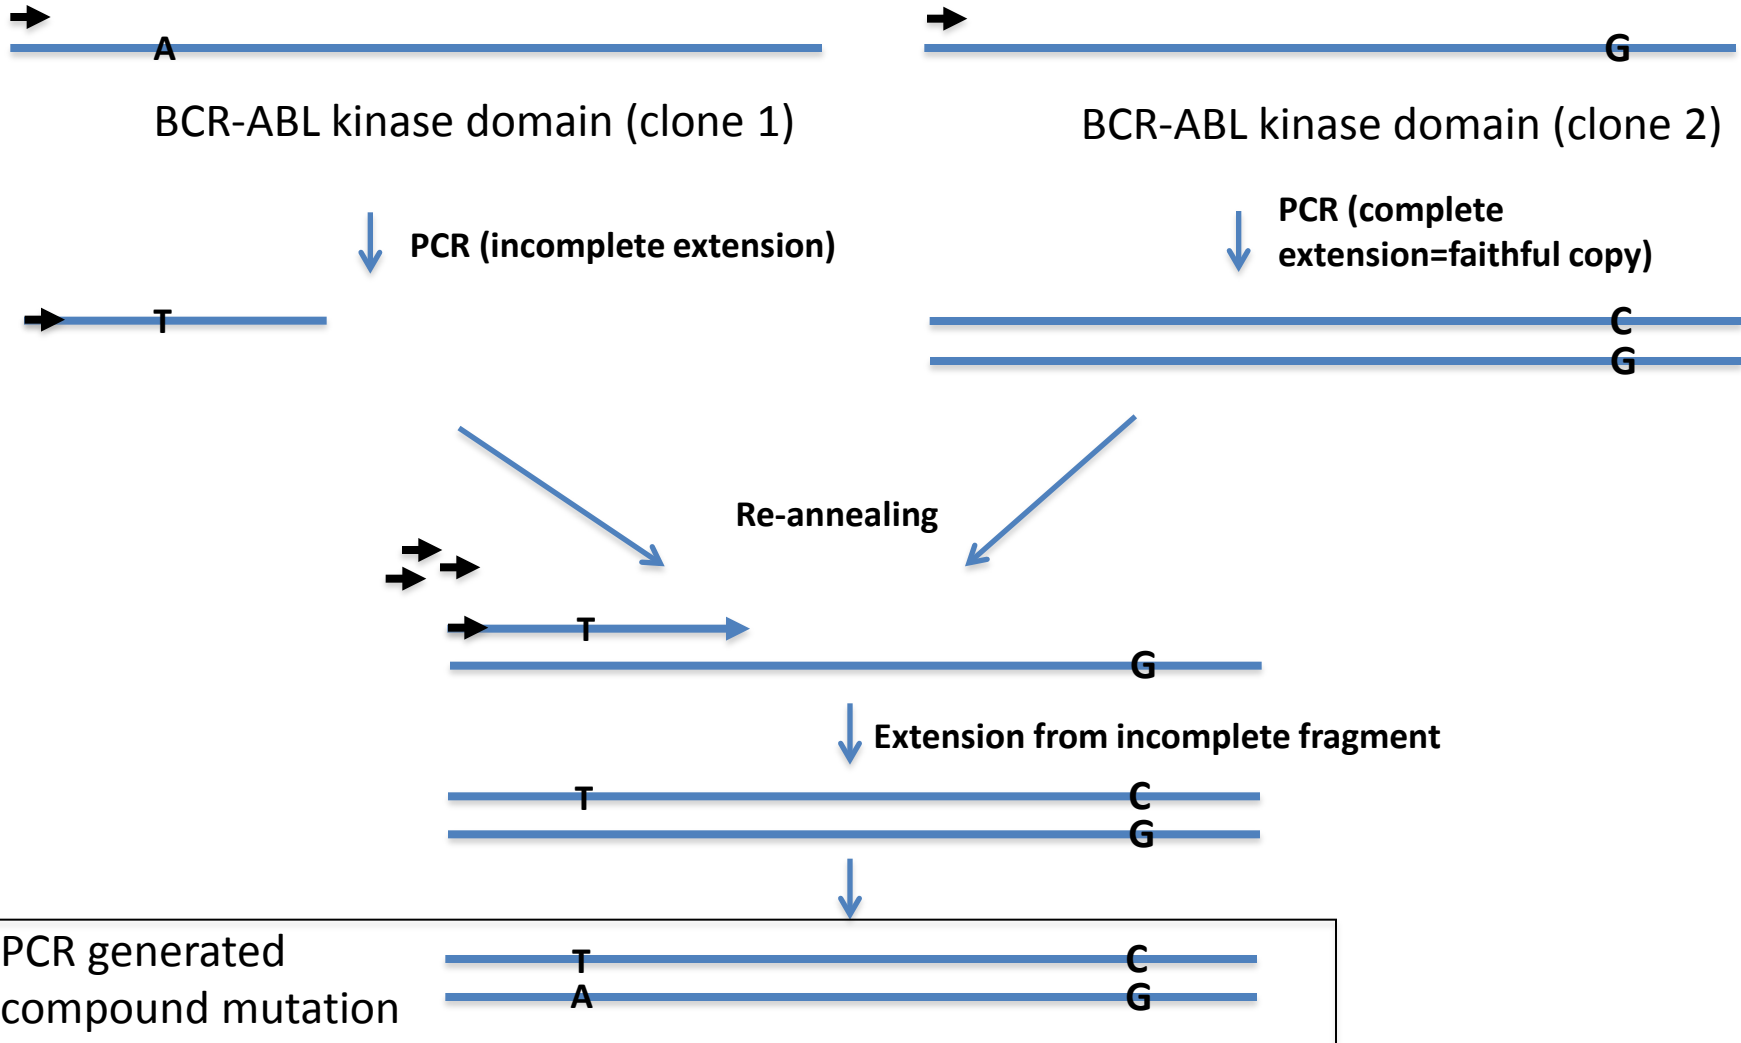 A
G
BCR-ABL kinase domain (clone 1)
BCR-ABL kinase domain (clone 2)
PCR (incomplete extension)
PCR (complete
extension=faithful copy)
T
C
G
Re-annealing
T
G
Extension from incomplete fragment
T
C
G
PCR generated
compound mutation
T
C
A
G